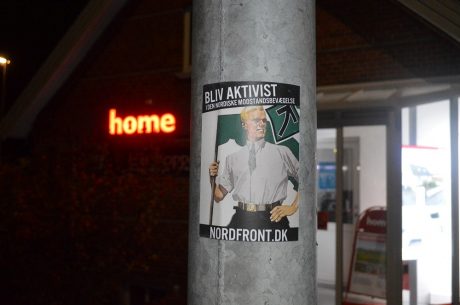 home
BLIV AKTIVIST
I DEN NORDISKE MODSTANDSBEVÆGELSE
NORDFRONT.DK